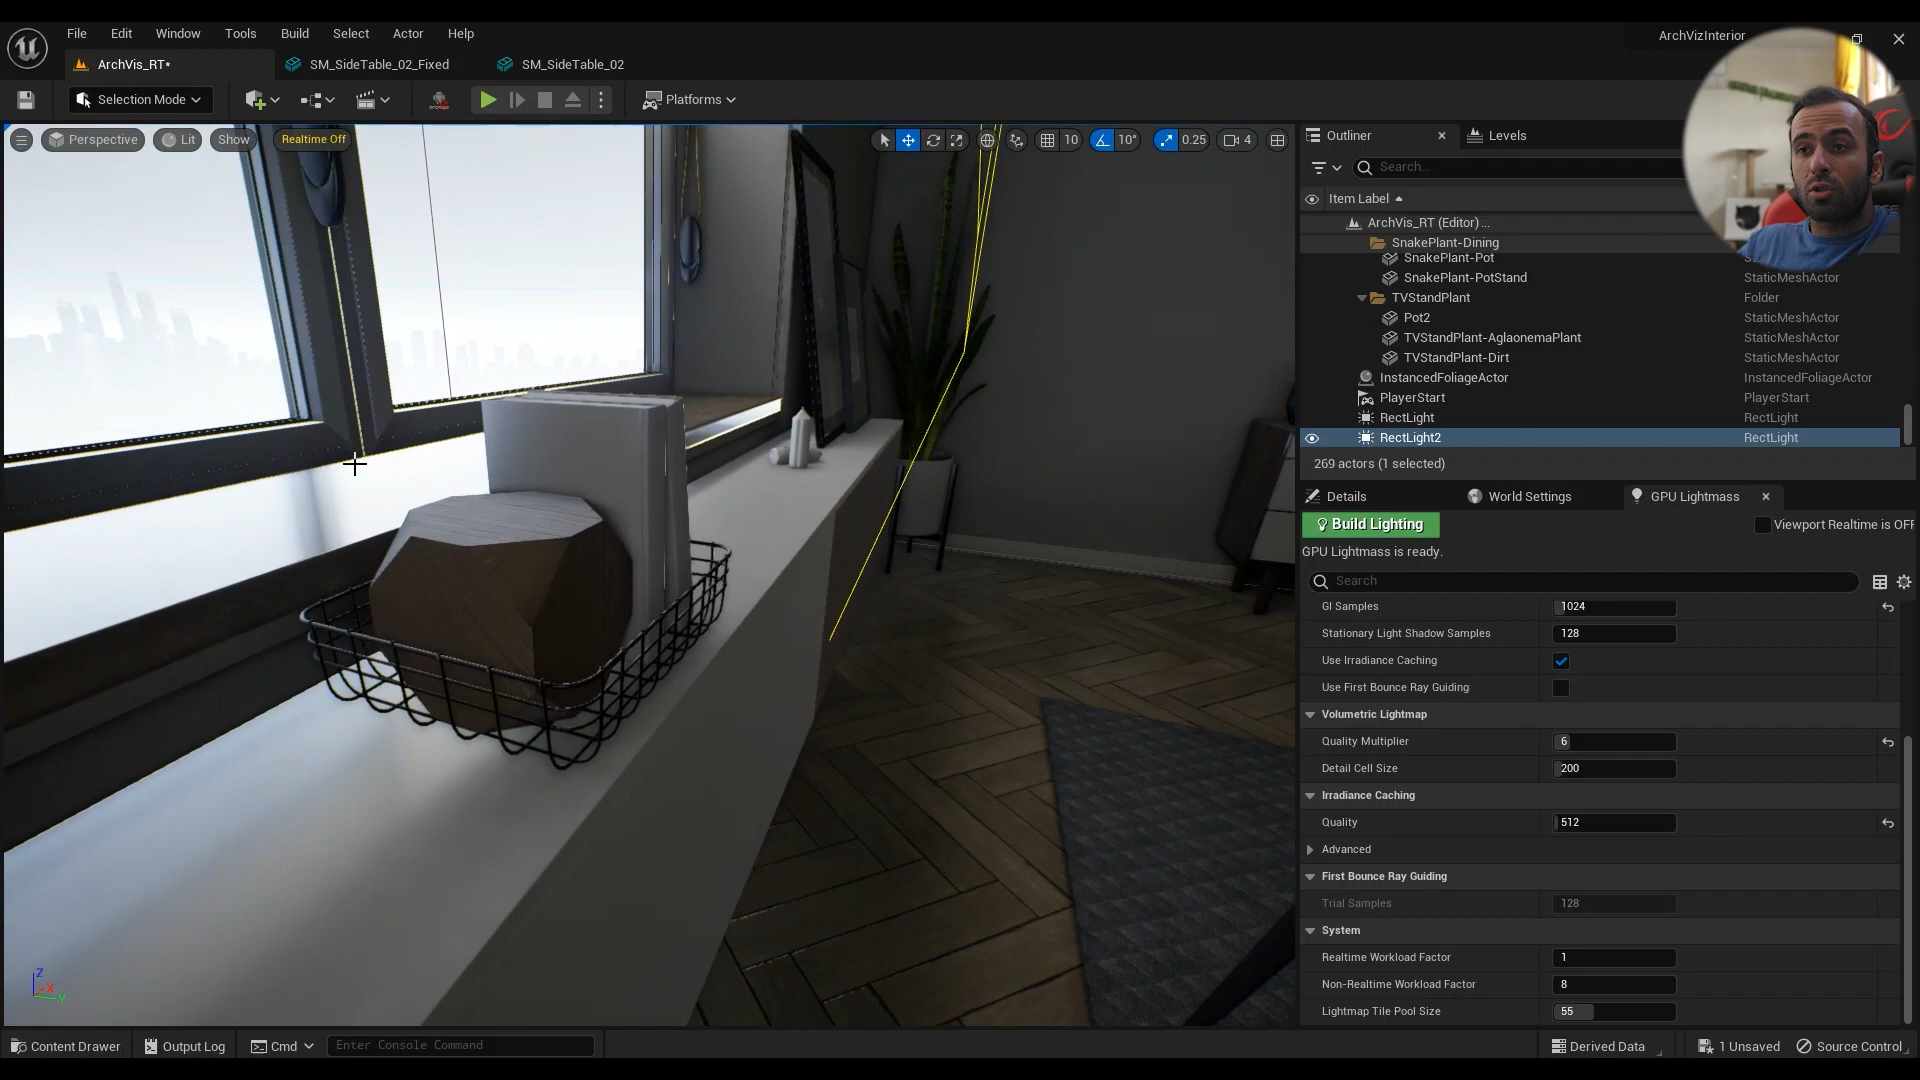 File Edit Window Tools Build Select Actor Help
ArchVizInterior
ArchVis_RT* SM_SideTable_02_Fixed SM_SideTable_02
Selection Mode Platforms
Perspective Lit Show Realtime Off 10 10° 0.25 4
Outliner Levels
Search...
Item Label
ArchVis_RT (Editor)...
SnakePlant-Dining
SnakePlant-Pot
SnakePlant-PotStand StaticMeshActor
TVStandPlant Folder
Pot2 StaticMeshActor
TVStandPlant-AglaonemaPlant StaticMeshActor
TVStandPlant-Dirt StaticMeshActor
InstancedFoliageActor InstancedFoliageActor
PlayerStart PlayerStart
RectLight RectLight
RectLight2 RectLight
269 actors (1 selected)
Details World Settings GPU Lightmass
Build Lighting Viewport Realtime is OFF
GPU Lightmass is ready.
Search
GI Samples 1024
Stationary Light Shadow Samples 128
Use Irradiance Caching
Use First Bounce Ray Guiding
Volumetric Lightmap
Quality Multiplier 6
Detail Cell Size 200
Irradiance Caching
Quality 512
Advanced
First Bounce Ray Guiding
Trial Samples 128
System
Realtime Workload Factor 1
Non-Realtime Workload Factor 8
Lightmap Tile Pool Size 55
Z
X
Y
Content Drawer Output Log Cmd Enter Console Command Derived Data 1 Unsaved Source Control